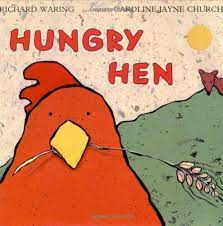 RICHARD WARING CAROLINE JAYNE CHURCH
HUNGRY
HEN